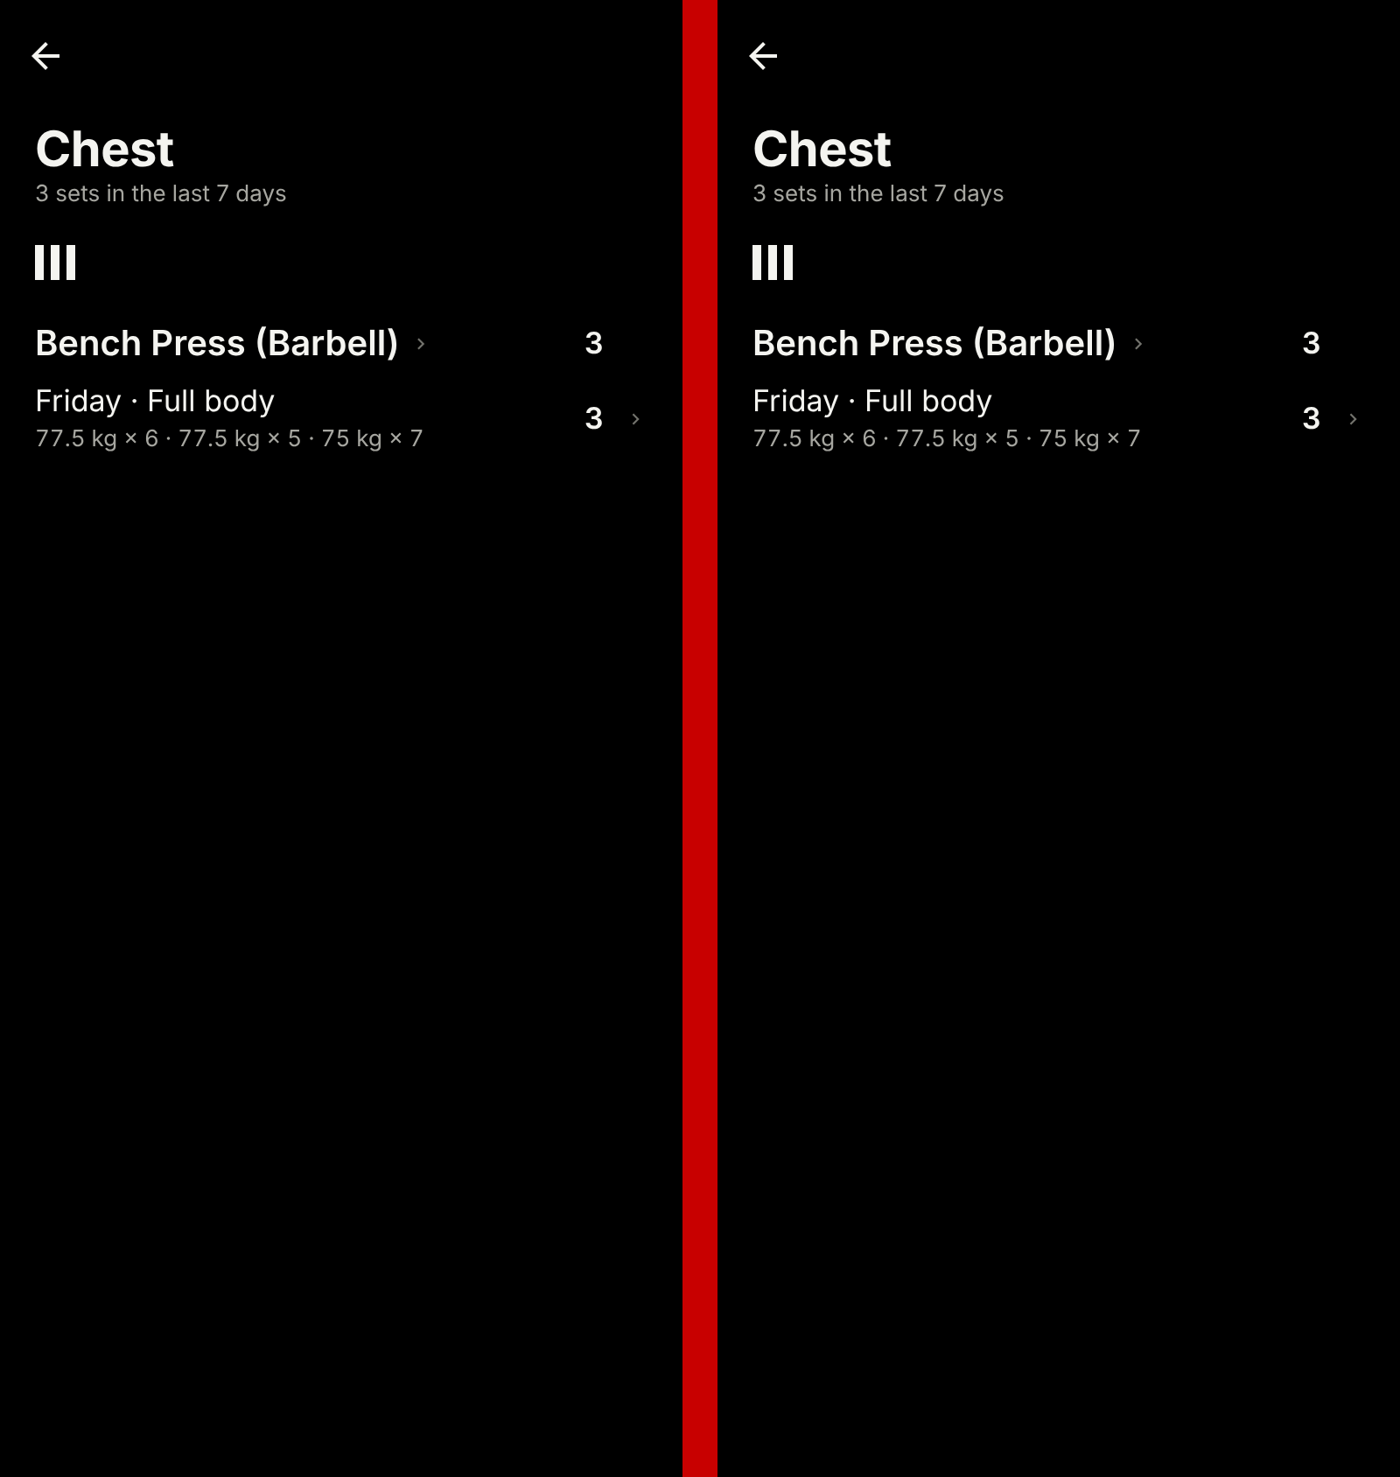 Chest
3 sets in the last 7 days
Bench Press (Barbell) 3
Friday · Full body 3
77.5 kg × 6 · 77.5 kg × 5 · 75 kg × 7
Chest
3 sets in the last 7 days
Bench Press (Barbell) 3
Friday · Full body 3
77.5 kg × 6 · 77.5 kg × 5 · 75 kg × 7